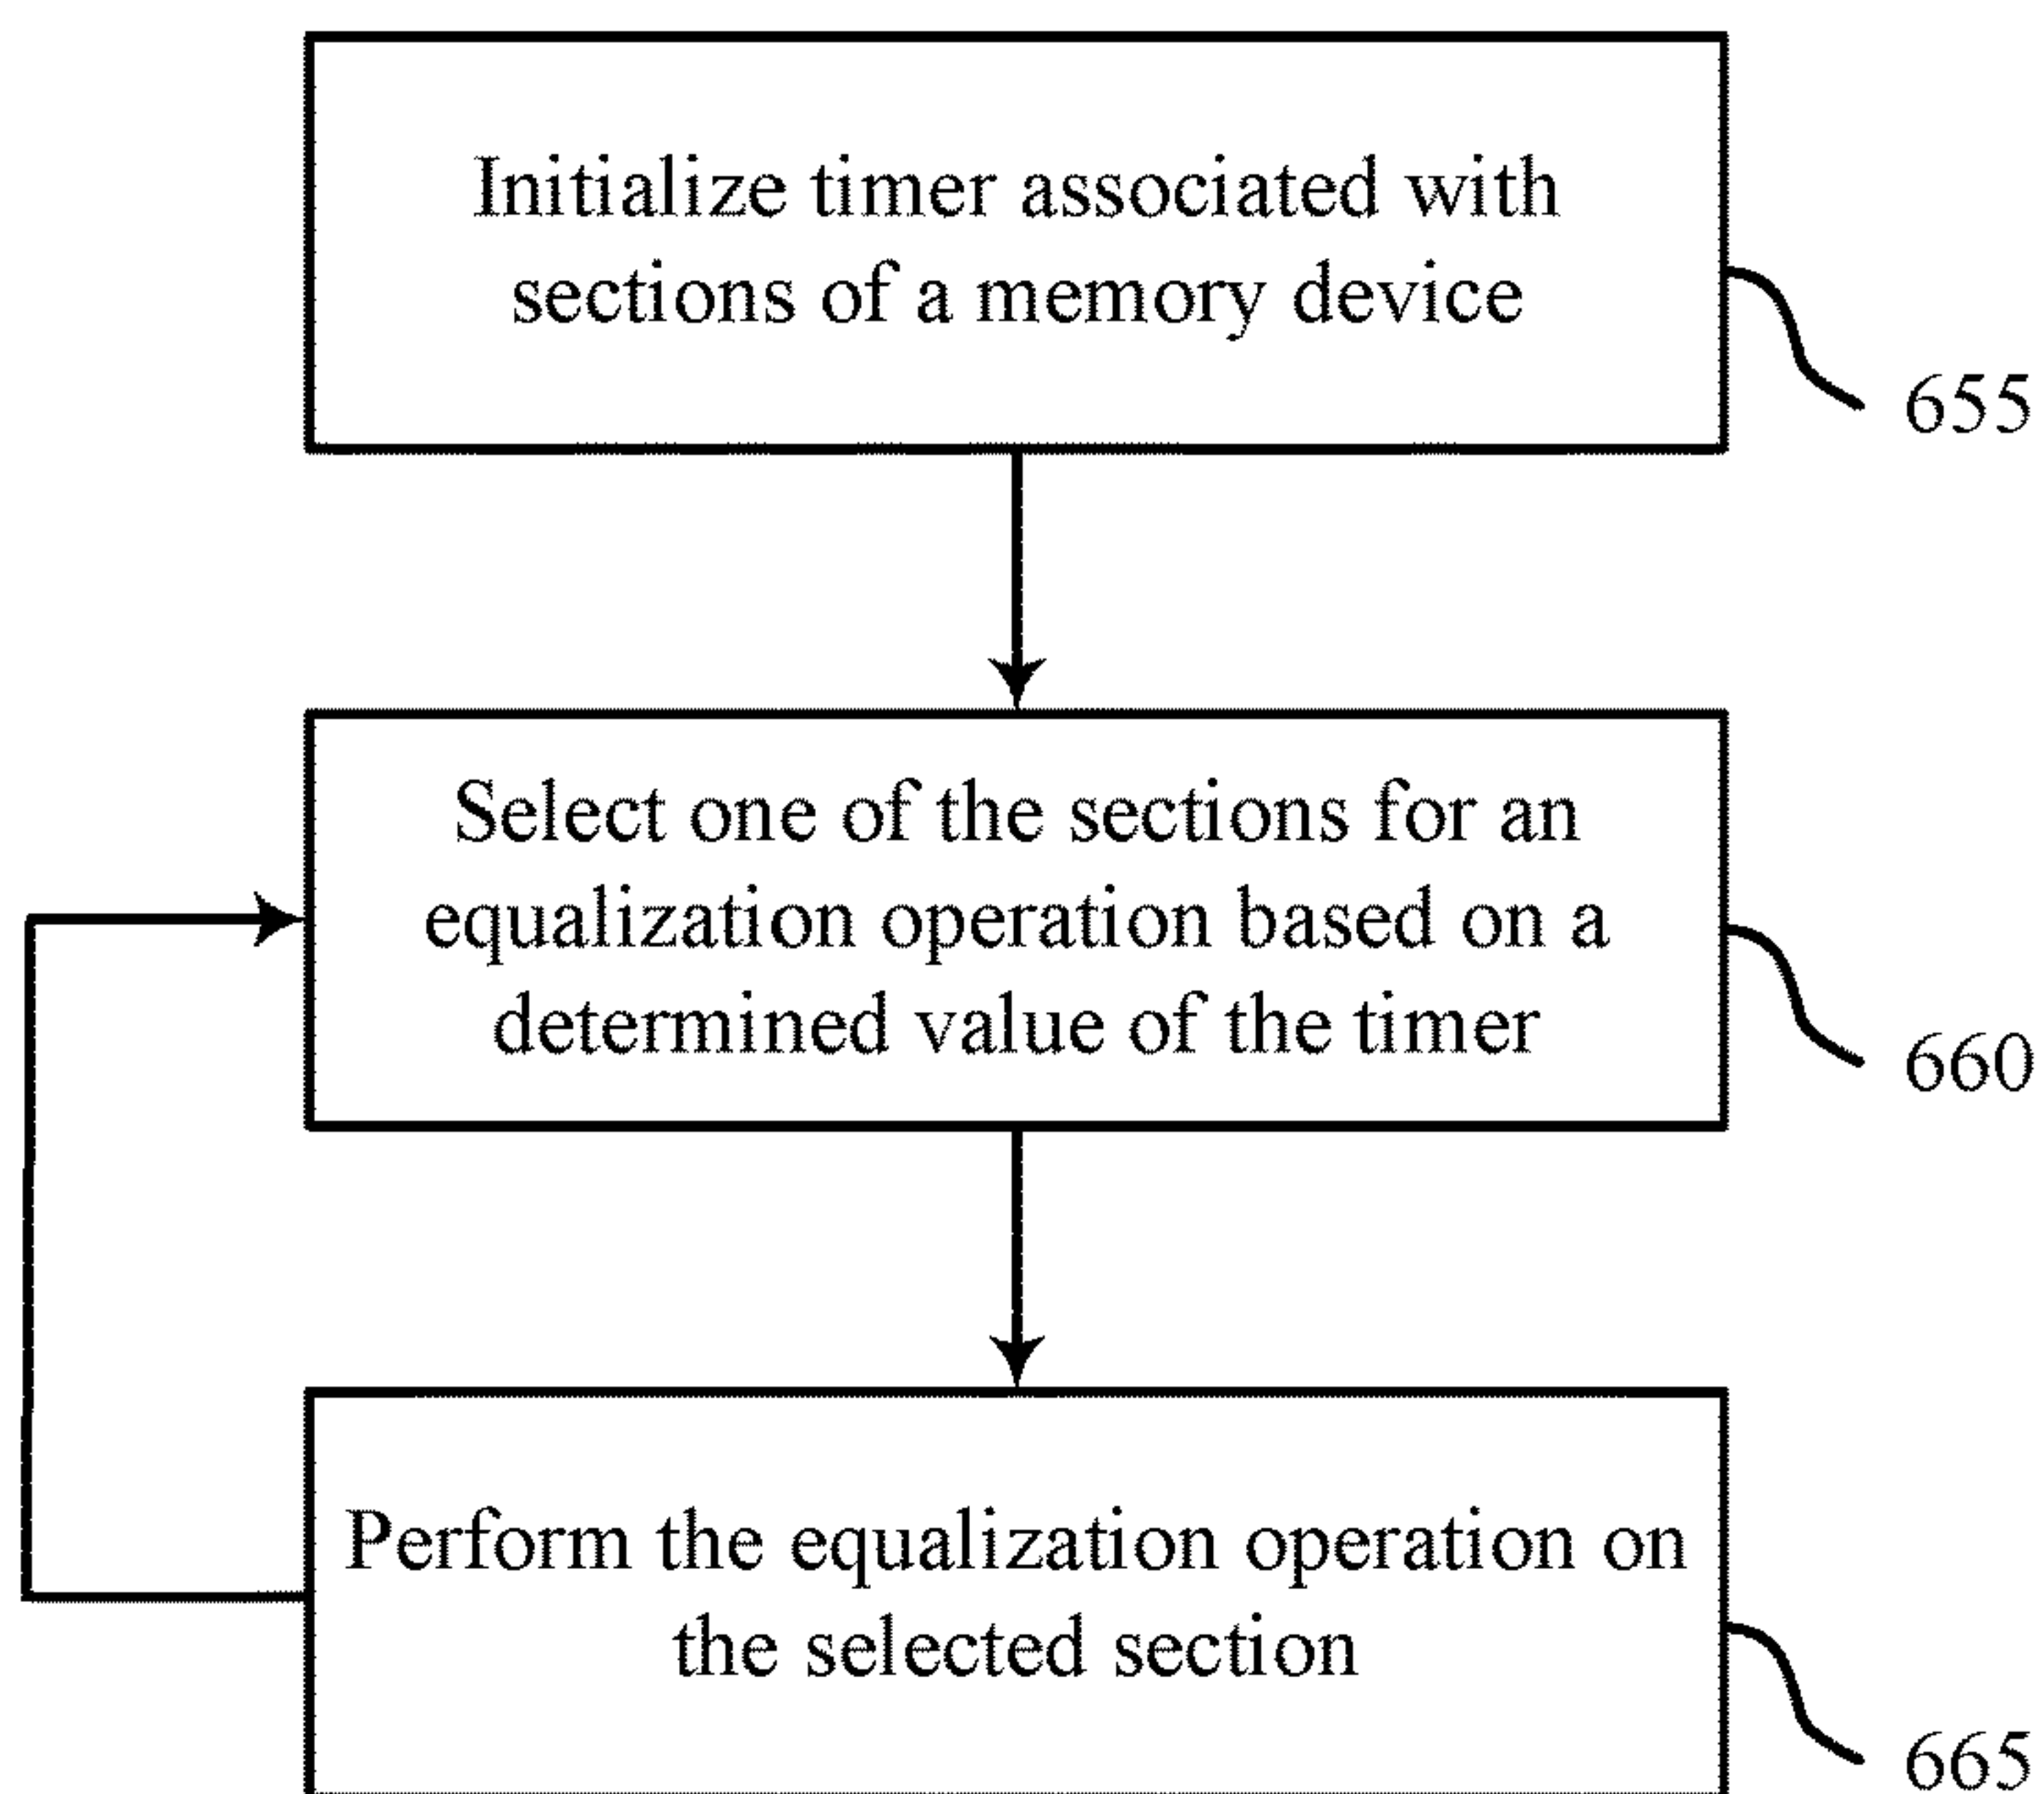 Initialize timer associated with
sections of a memory device
655
Select one of the sections for an
equalization operation based on a
determined value of the timer
660
Perform the equalization operation on
the selected section
665